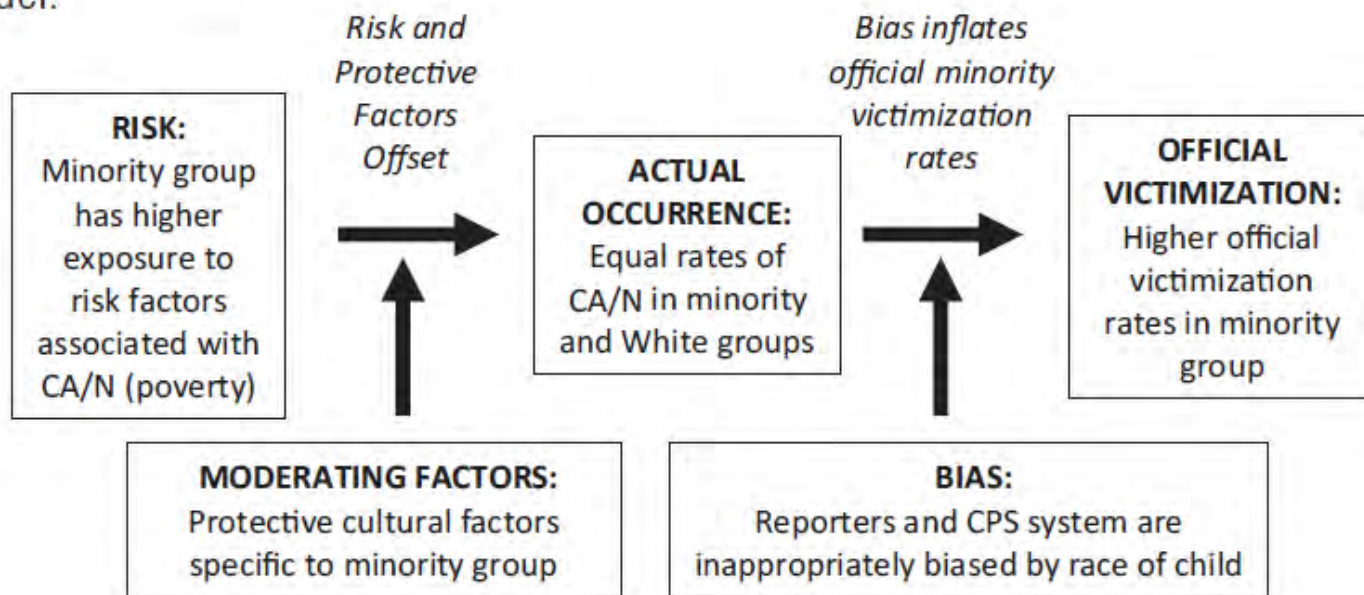 Risk and
Protective
Factors
Offset
Bias inflates
official minority
victimization
rates
RISK:
Minority group
has higher
exposure to
risk factors
associated with
CA/N (poverty)
ACTUAL
OCCURRENCE:
Equal rates of
CA/N in minority
and White groups
OFFICIAL
VICTIMIZATION:
Higher official
victimization
rates in minority
group
MODERATING FACTORS:
Protective cultural factors
specific to minority group
BIAS:
Reporters and CPS system are
inappropriately biased by race of child